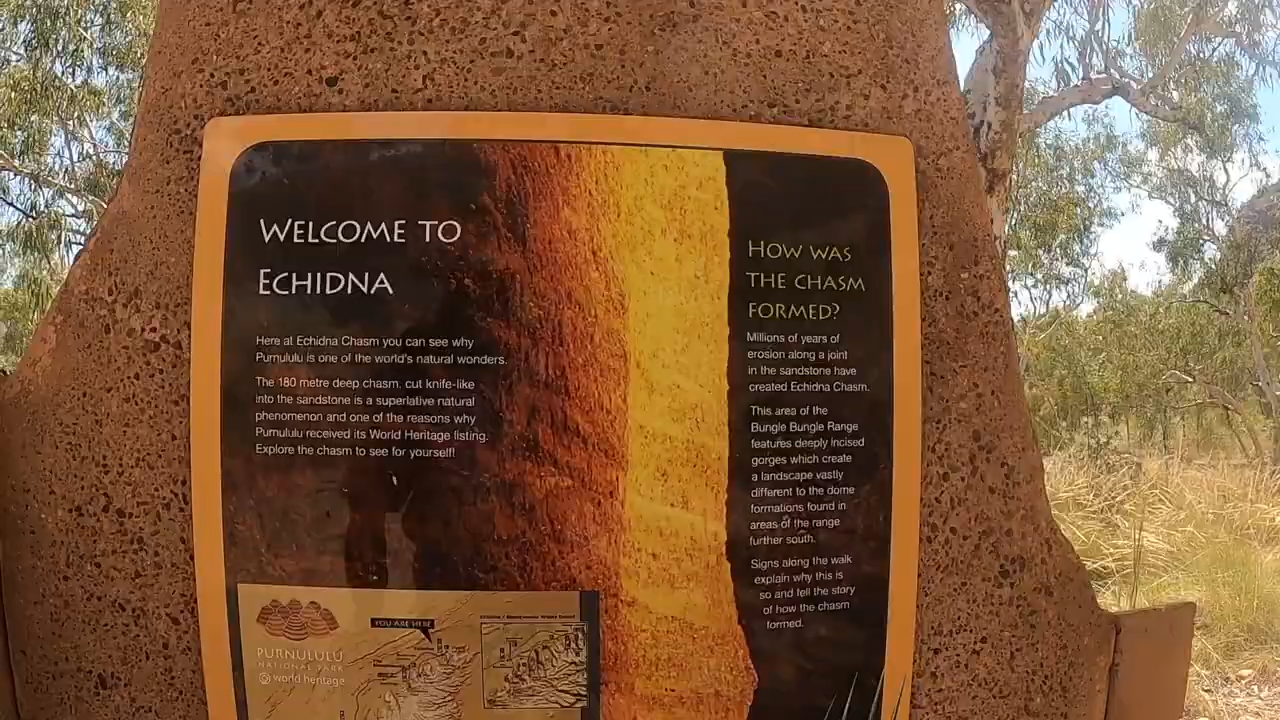 WELCOME TO
ECHIDNA
Here at Echidna Chasm you can see why
Purnululu is one of the world's natural wonders.
The 180 metre deep chasm, cut knife-like
into the sandstone is a superlative natural
phenomenon and one of the reasons why
Purnululu received its World Heritage listing.
Explore the chasm to see for yourself!
HOW WAS
THE CHASM
FORMED?
Millions of years of
erosion along a joint
in the sandstone have
created Echidna Chasm.
This area of the
Bungle Bungle Range
features deeply incised
gorges which create
a landscape vastly
different to the dome
formations found in
areas of the range
further south.
Signs along the walk
explain why this is
so and tell the story
of how the chasm
formed.
YOU ARE HERE
PURNULULU
NATIONAL PARK
world heritage